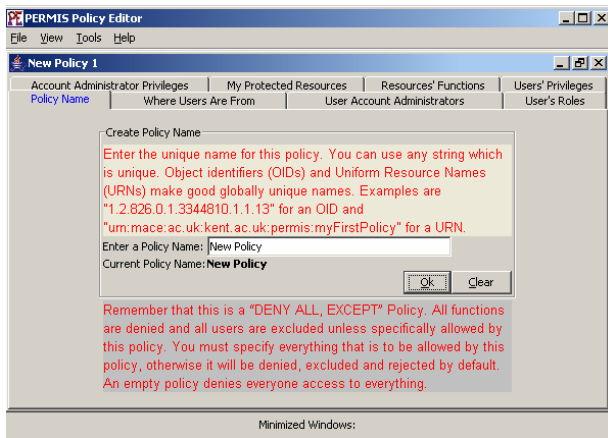 PERMIS Policy Editor
File View Tools Help
New Policy 1
Account Administrator Privileges My Protected Resources Resources' Functions Users' Privileges
Policy Name Where Users Are From User Account Administrators User's Roles
Create Policy Name
Enter the unique name for this policy. You can use any string which
is unique. Object identifiers (OIDs) and Uniform Resource Names
(URNs) make good globally unique names. Examples are
"1.2.826.0.1.3344810.1.1.13" for an OID and
"urn:mace:ac.uk:kent.ac.uk:permis:myFirstPolicy" for a URN.
Enter a Policy Name: New Policy
Current Policy Name: New Policy
Ok Clear
Remember that this is a "DENY ALL, EXCEPT" Policy. All functions
are denied and all users are excluded unless specifically allowed by
this policy. You must specify everything that is to be allowed by this
policy, otherwise it will be denied, excluded and rejected by default.
An empty policy denies everyone access to everything.
Minimized Windows: